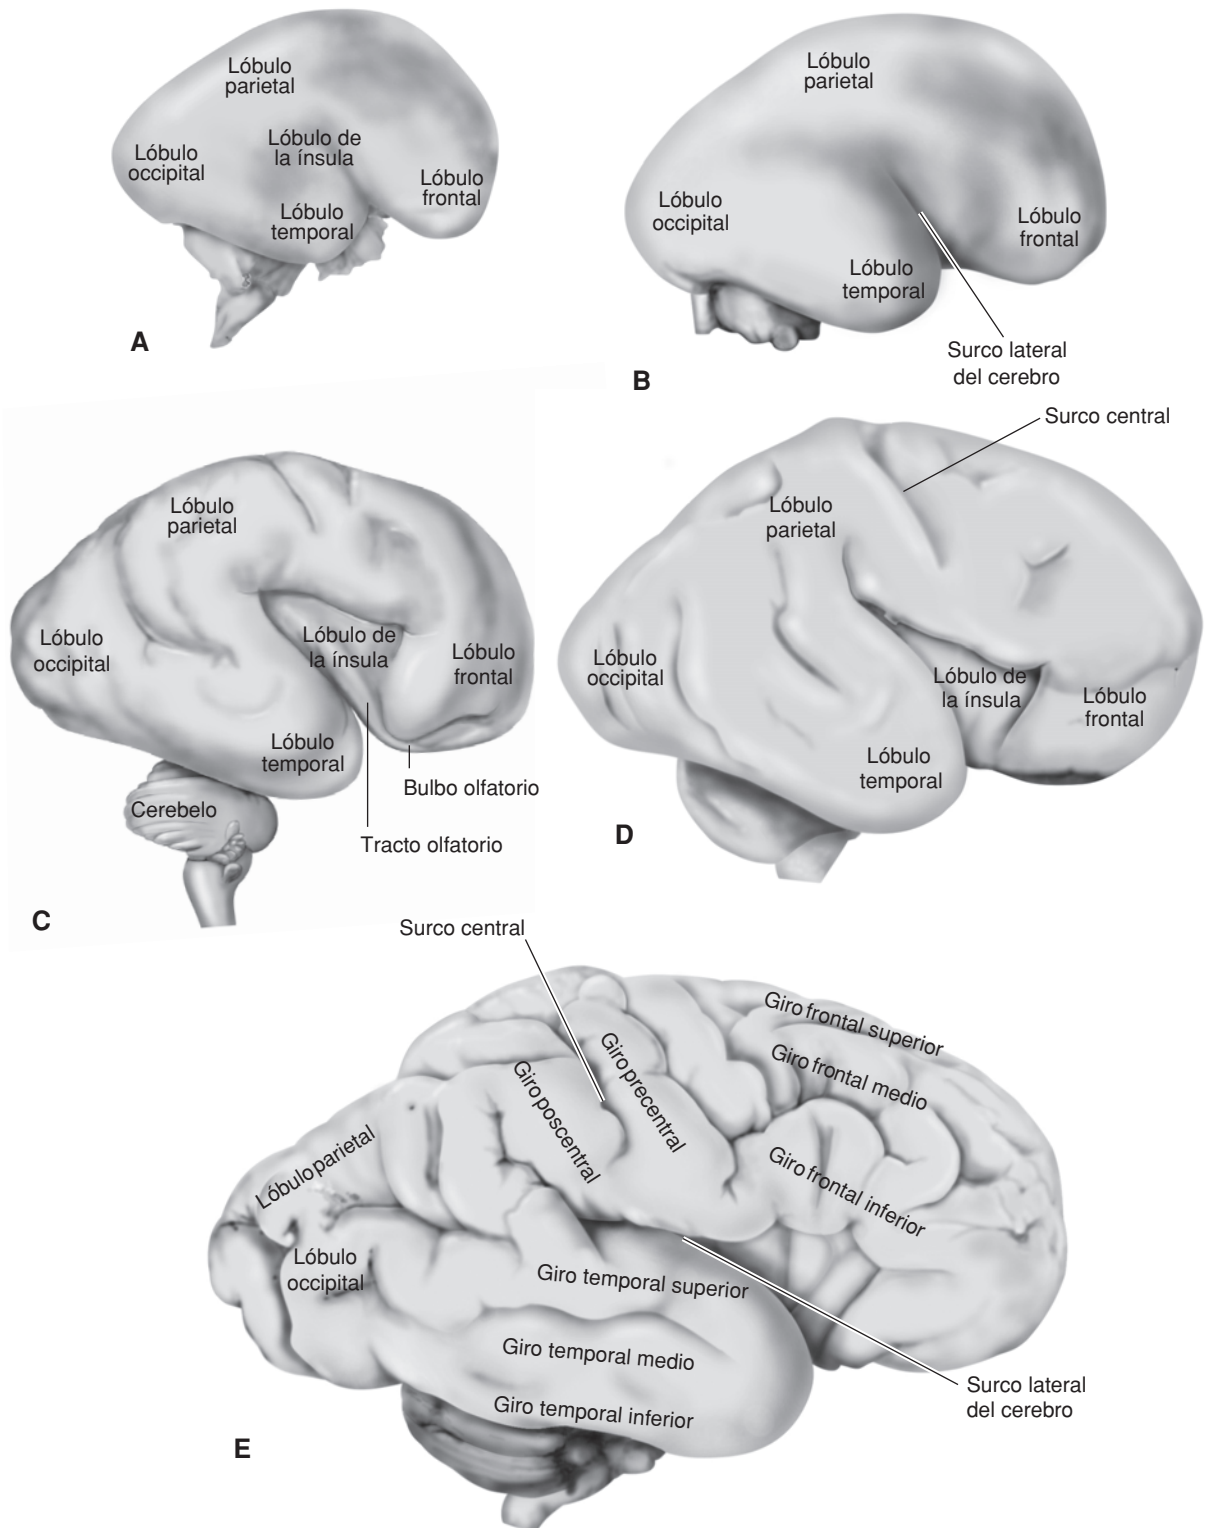 Lóbulo
parietal
Lóbulo de
la ínsula
Lóbulo
occipital
Lóbulo
frontal
Lóbulo
temporal
A
Lóbulo
parietal
Lóbulo
occipital
Lóbulo
frontal
Lóbulo
temporal
Surco lateral
del cerebro
B
Lóbulo
parietal
Lóbulo de
la ínsula
Lóbulo
occipital
Lóbulo
frontal
Lóbulo
temporal
Bulbo olfatorio
Cerebelo
Tracto olfatorio
C
Surco central
Lóbulo
parietal
Lóbulo
occipital
Lóbulo de
la ínsula
Lóbulo
frontal
Lóbulo
temporal
D
Surco central
Giro frontal superior
Giro frontal medio
Giro precentral
Giro poscentral
Lóbulo parietal
Giro frontal inferior
Lóbulo
occipital
Giro temporal superior
Giro temporal medio
Giro temporal inferior
Surco lateral
del cerebro
E